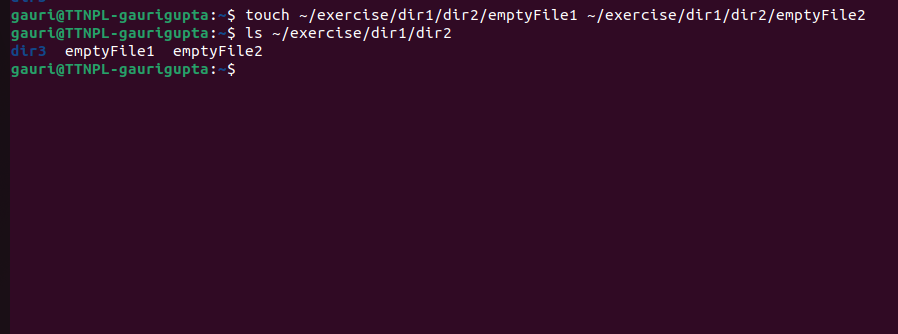 gauri@TTNPL-gaurigupta:~$ touch ~/exercise/dir1/dir2/emptyFile1 ~/exercise/dir1/dir2/emptyFile2
gauri@TTNPL-gaurigupta:~$ ls ~/exercise/dir1/dir2
dir3  emptyFile1  emptyFile2
gauri@TTNPL-gaurigupta:~$